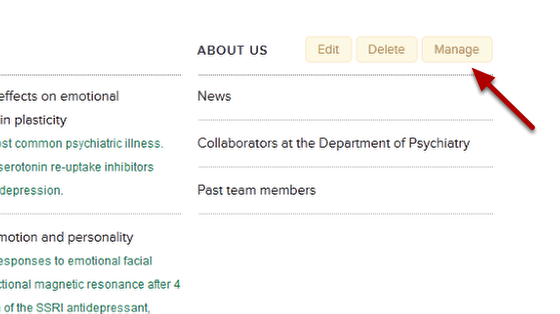 ABOUT US Edit Delete Manage
effects on emotional
in plasticity
st common psychiatric illness.
serotonin re-uptake inhibitors
depression.
motion and personality
esponses to emotional facial
ctional magnetic resonance after 4
of the SSRI antidepressant,
News
Collaborators at the Department of Psychiatry
Past team members